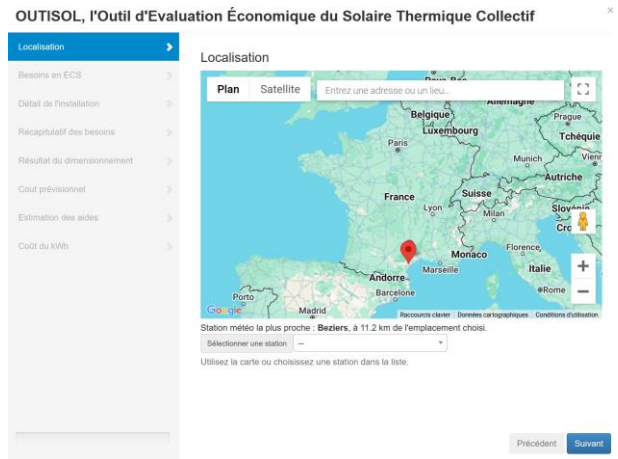 OUTISOL, l'Outil d'Evaluation Économique du Solaire Thermique Collectif
×
Localisation
Besoins en ECS
Détail de l'installation
Récapitulatif des besoins
Résultat du dimensionnement
Cout prévisionnel
Estimation des aides
Coût du kWh
Localisation
Plan Satellite Entrez une adresse ou un lieu...
Allemagne
Belgique
Prague
Luxembourg
Tchéquie
Paris
Munich
Vienne
Autriche
France
Suisse
Slovénie
Lyon
Milan
Cro
Monaco
Florence
Andorre
Marseille
Italie
+
Barcelone
Rome
−
Porto
Madrid
Google
Raccourcis clavier Données cartographiques Conditions d'utilisation
Station météo la plus proche : Beziers, à 11.2 km de l'emplacement choisi.
Sélectionner une station --
Utilisez la carte ou choisissez une station dans la liste.
Précédent Suivant